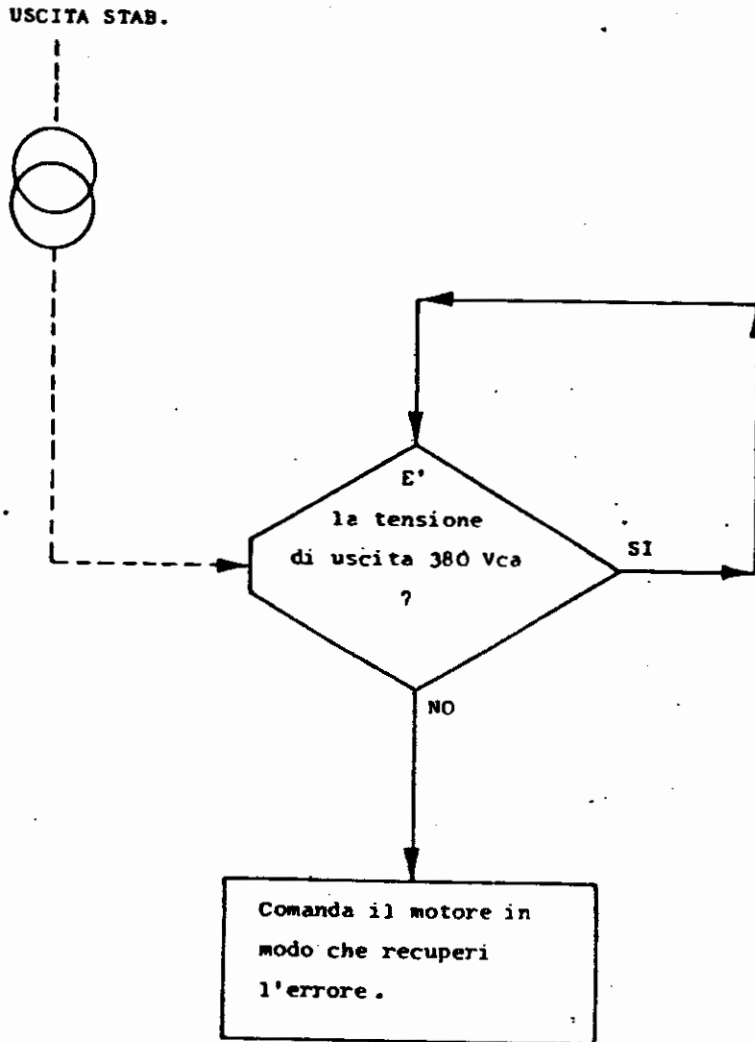 USCITA STAB.
E'
la tensione
di uscita 380 Vca
?
SI
NO
Comanda il motore in
modo che recuperi
l'errore.